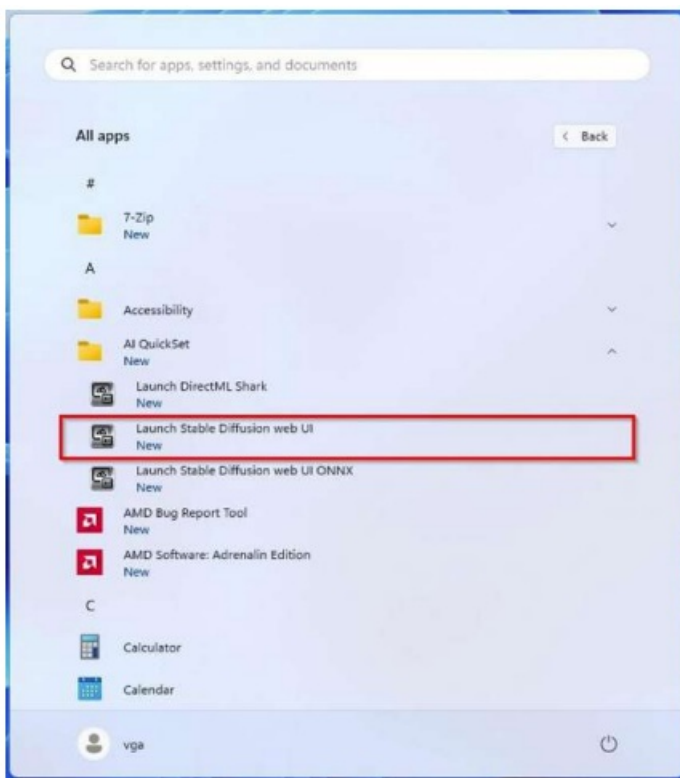 Search for apps, settings, and documents
All apps
< Back
#
7-Zip
New
A
Accessibility
AI QuickSet
New
Launch DirectML Shark
New
Launch Stable Diffusion web UI
New
Launch Stable Diffusion web UI ONNX
New
AMD Bug Report Tool
New
AMD Software: Adrenalin Edition
New
C
Calculator
Calendar
vga